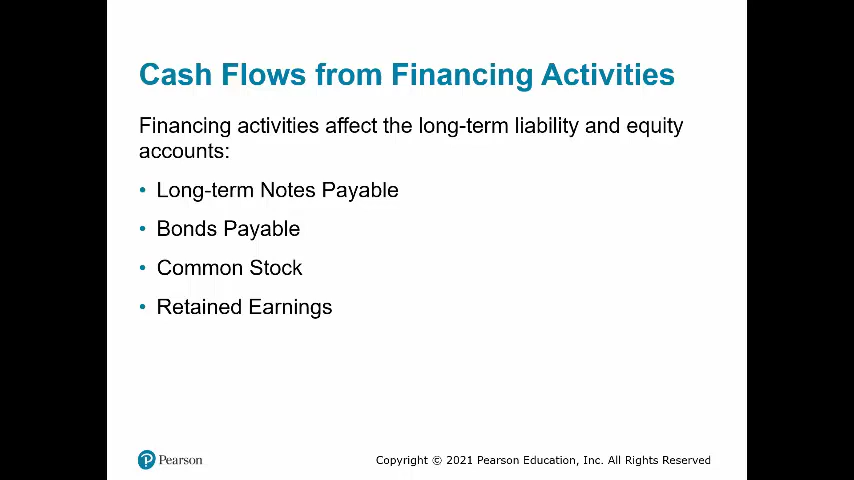 Cash Flows from Financing Activities
Financing activities affect the long-term liability and equity
accounts:
• Long-term Notes Payable
• Bonds Payable
• Common Stock
• Retained Earnings
P Pearson
Copyright © 2021 Pearson Education, Inc. All Rights Reserved